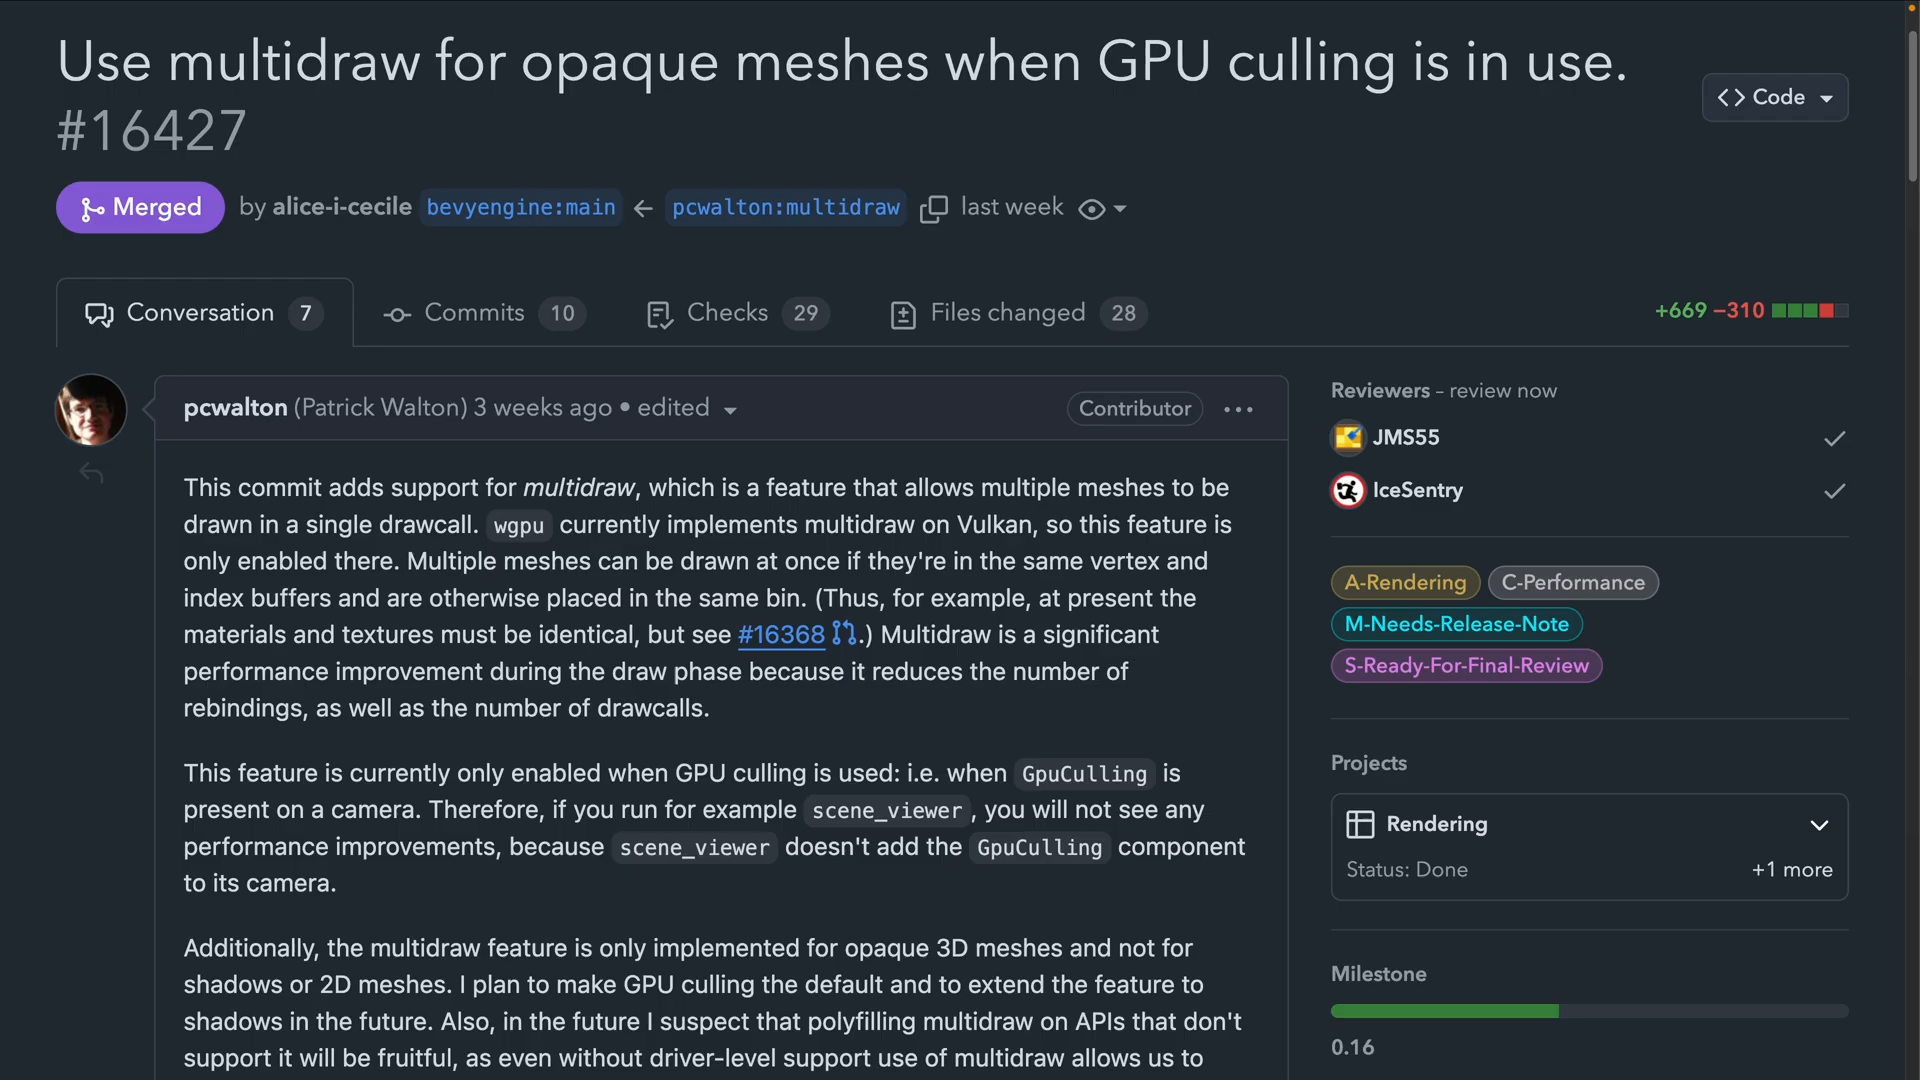 Use multidraw for opaque meshes when GPU culling is in use.
#16427
<> Code
Merged by alice-i-cecile bevyengine:main ← pcwalton:multidraw last week
Conversation 7 Commits 10 Checks 29 Files changed 28 +669 −310
pcwalton (Patrick Walton) 3 weeks ago • edited Contributor ...
This commit adds support for multidraw, which is a feature that allows multiple meshes to be
drawn in a single drawcall. wgpu currently implements multidraw on Vulkan, so this feature is
only enabled there. Multiple meshes can be drawn at once if they're in the same vertex and
index buffers and are otherwise placed in the same bin. (Thus, for example, at present the
materials and textures must be identical, but see #16368 .) Multidraw is a significant
performance improvement during the draw phase because it reduces the number of
rebindings, as well as the number of drawcalls.
This feature is currently only enabled when GPU culling is used: i.e. when GpuCulling is
present on a camera. Therefore, if you run for example scene_viewer , you will not see any
performance improvements, because scene_viewer doesn't add the GpuCulling component
to its camera.
Additionally, the multidraw feature is only implemented for opaque 3D meshes and not for
shadows or 2D meshes. I plan to make GPU culling the default and to extend the feature to
shadows in the future. Also, in the future I suspect that polyfilling multidraw on APIs that don't
support it will be fruitful, as even without driver-level support use of multidraw allows us to
Reviewers – review now
JMS55
IceSentry
A-Rendering C-Performance
M-Needs-Release-Note
S-Ready-For-Final-Review
Projects
Rendering
Status: Done +1 more
Milestone
0.16